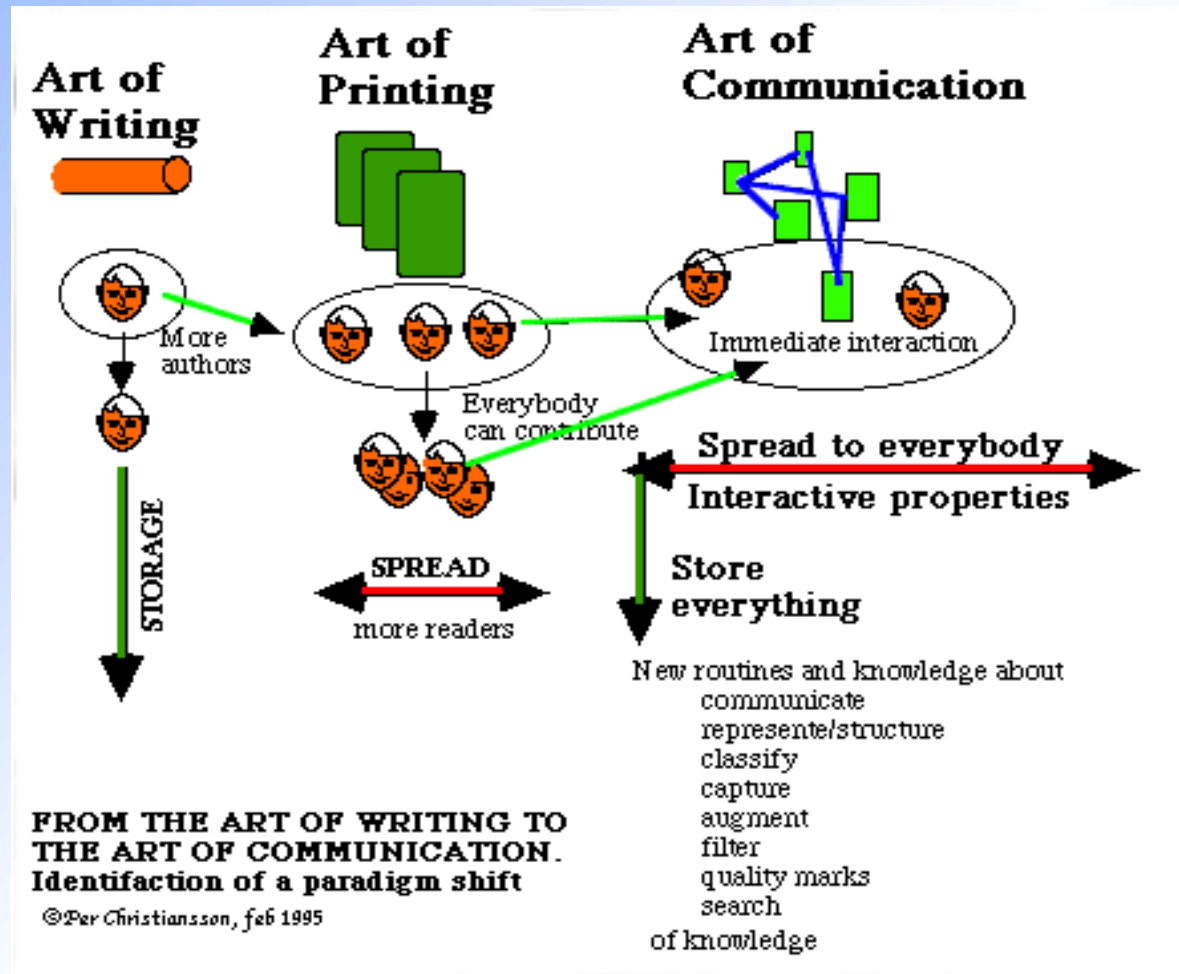 Art of
Writing
Art of
Printing
Art of
Communication
More
authors
Immediate interaction
Everybody
can contribute
STORAGE
SPREAD
more readers
Spread to everybody
Interactive properties
Store
everything
New routines and knowledge about
communicate
represente/structure
classify
capture
augment
filter
quality marks
search
of knowledge
FROM THE ART OF WRITING TO
THE ART OF COMMUNICATION.
Identifaction of a paradigm shift
©Per Christiansson, feb 1995